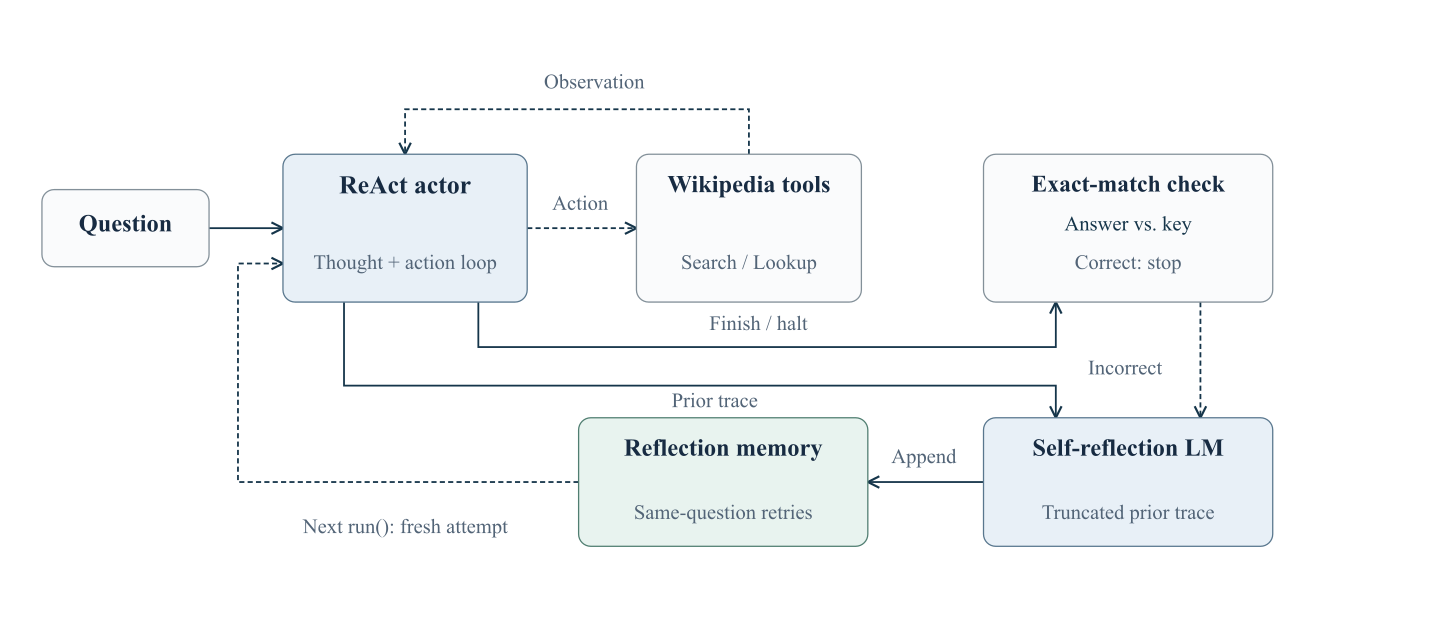 Observation
Question
ReAct actor
Thought + action loop
Action
Wikipedia tools
Search / Lookup
Exact-match check
Answer vs. key
Correct: stop
Finish / halt
Incorrect
Prior trace
Reflection memory
Same-question retries
Append
Self-reflection LM
Truncated prior trace
Next run(): fresh attempt